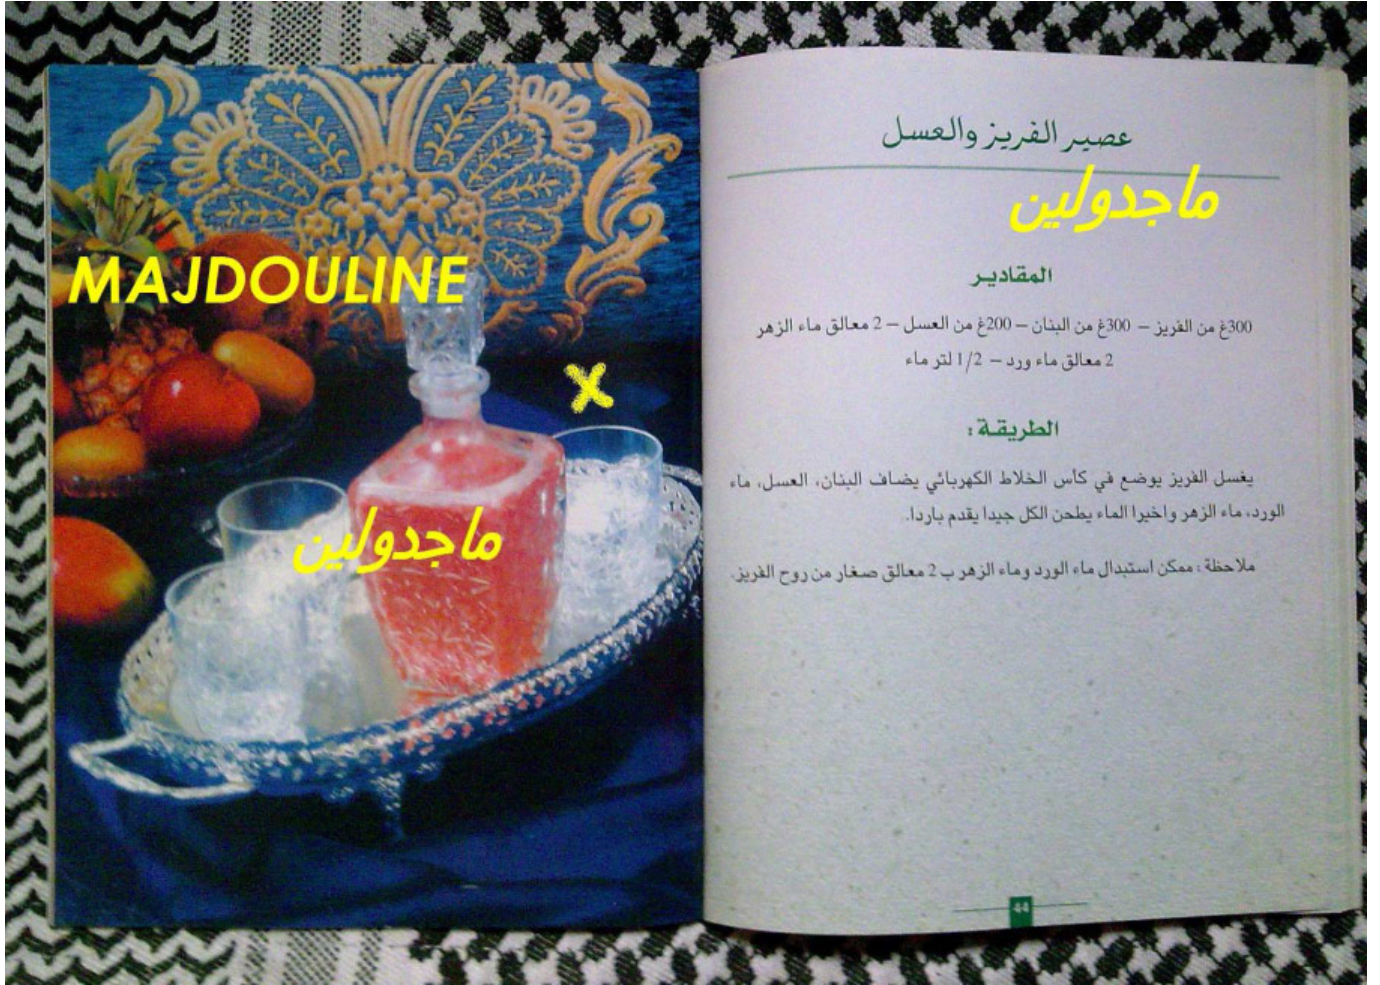 MAJDOULINE
ماجدولين
عصير الفريز والعسل
ماجدولين
المقادير
300غ من الفريز – 300غ من البنان – 200غ من العسل – 2 معالق ماء الزهر
2 معالق ماء ورد – 1/2 لتر ماء
الطريقة :
يغسل الفريز يوضع في كأس الخلاط الكهربائي يضاف البنان، العسل، ماء
الورد، ماء الزهر واخيرا الماء يطحن الكل جيدا يقدم باردا.
ملاحظة : ممكن استبدال ماء الورد وماء الزهر ب 2 معالق صغار من روح الفريز.
44